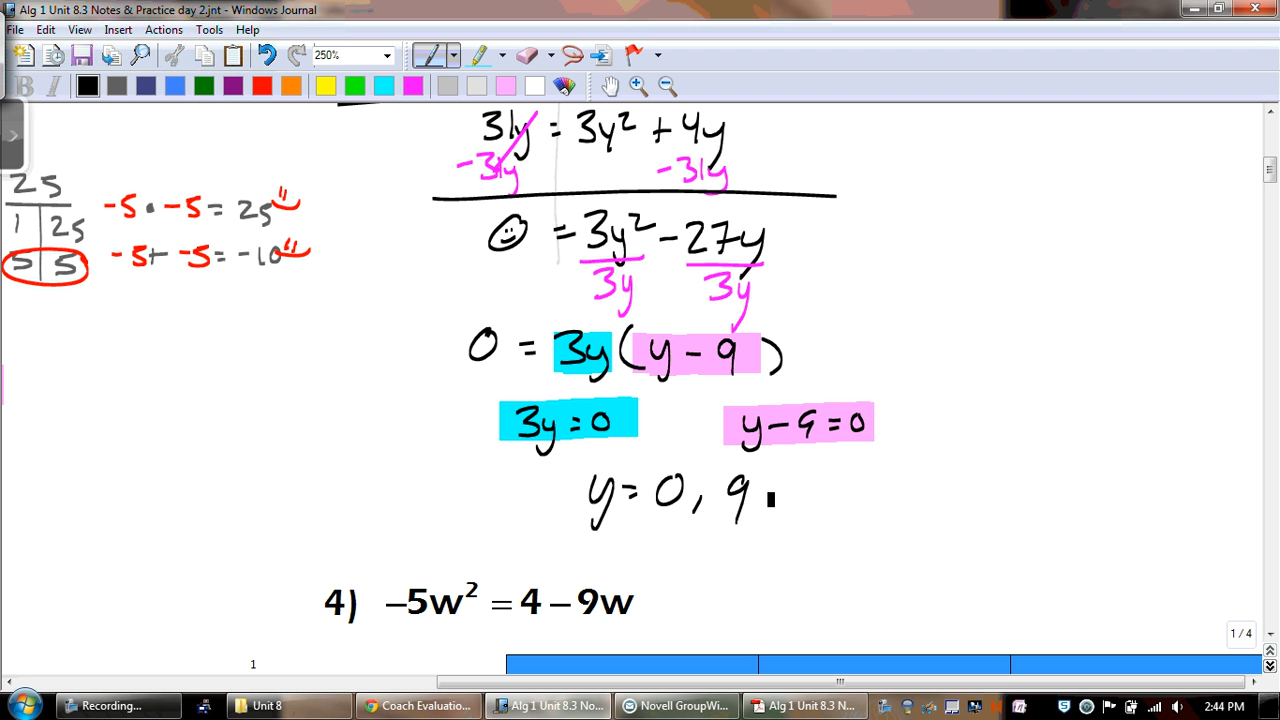 Alg 1 Unit 8.3 Notes & Practice day 2.jnt - Windows Journal
File Edit View Insert Actions Tools Help
250%
B I
31y = 3y² + 4y
-31y -31y
25
1 25
5 5
-5 · -5 = 25
-5 + -5 = -10
= 3y² - 27y
3y 3y
0 = 3y(y - 9)
3y = 0 y - 9 = 0
y = 0, 9
4) -5w² = 4 - 9w
1 / 4
1
Recording... Unit 8 Coach Evaluatio... Alg 1 Unit 8.3 No... Novell GroupWi... Alg 1 Unit 8.3 No... 2:44 PM